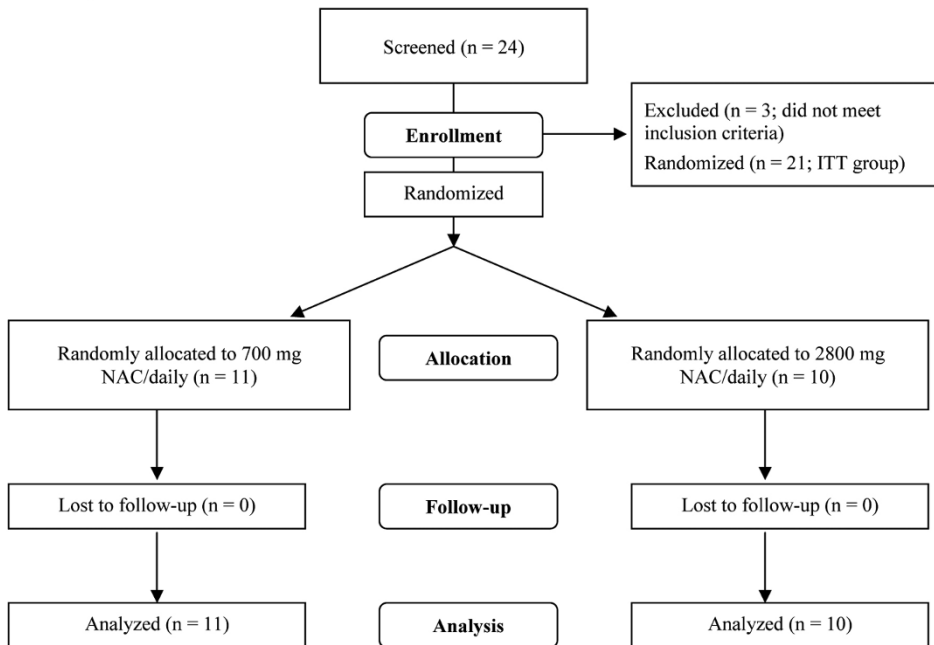 Screened (n = 24)
Excluded (n = 3; did not meet
inclusion criteria)
Randomized (n = 21; ITT group)
Enrollment
Randomized
Randomly allocated to 700 mg
NAC/daily (n = 11)
Allocation
Randomly allocated to 2800 mg
NAC/daily (n = 10)
Lost to follow-up (n = 0)
Follow-up
Lost to follow-up (n = 0)
Analyzed (n = 11)
Analysis
Analyzed (n = 10)